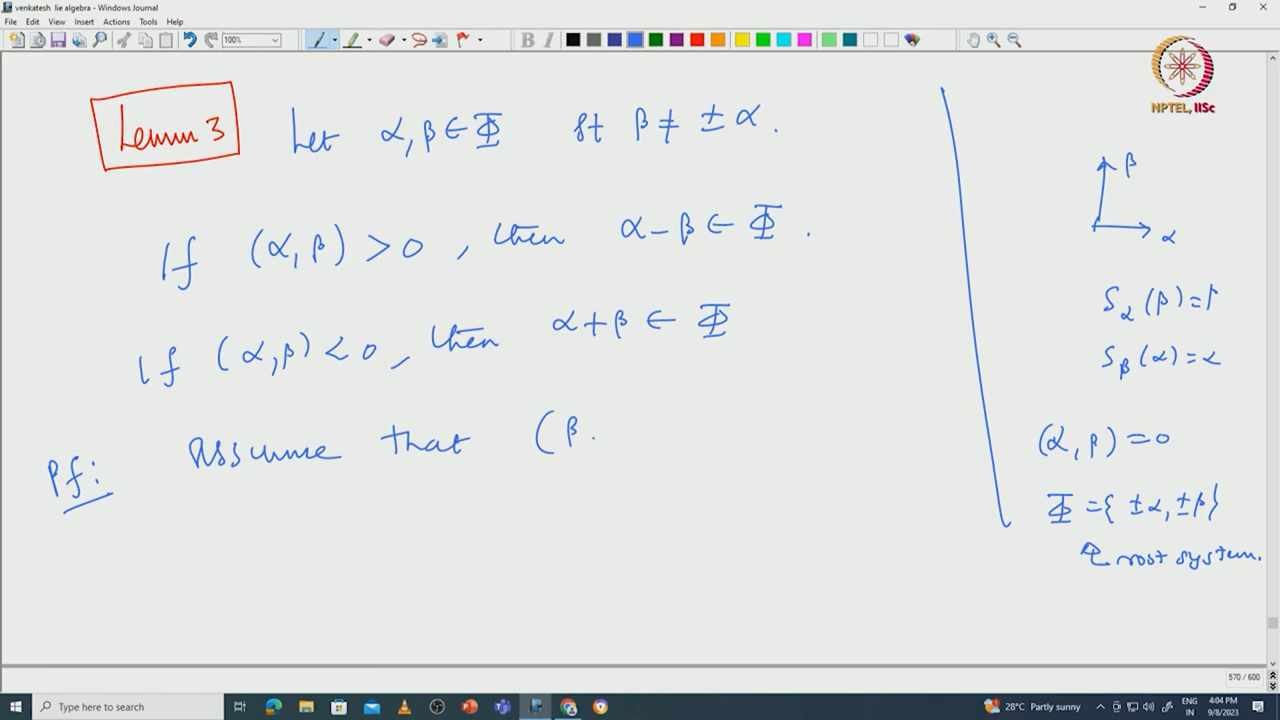 venkatesh lie algebra - Windows Journal
File Edit View Insert Actions Tools Help
100%
B I
NPTEL, IISc
Lemm 3
Let α, β ∈ Φ st β ≠ ± α.
If (α, β) > 0, then α - β ∈ Φ.
If (α, β) < 0, then α + β ∈ Φ
Pf: Assume that (β.
β
α
S_α (β) = β
S_β (α) = α
(α, β) = 0
Φ = { ± α, ± β }
root system.
570 / 600
Type here to search
28°C Partly sunny
ENG
IN
4:04 PM
9/8/2023